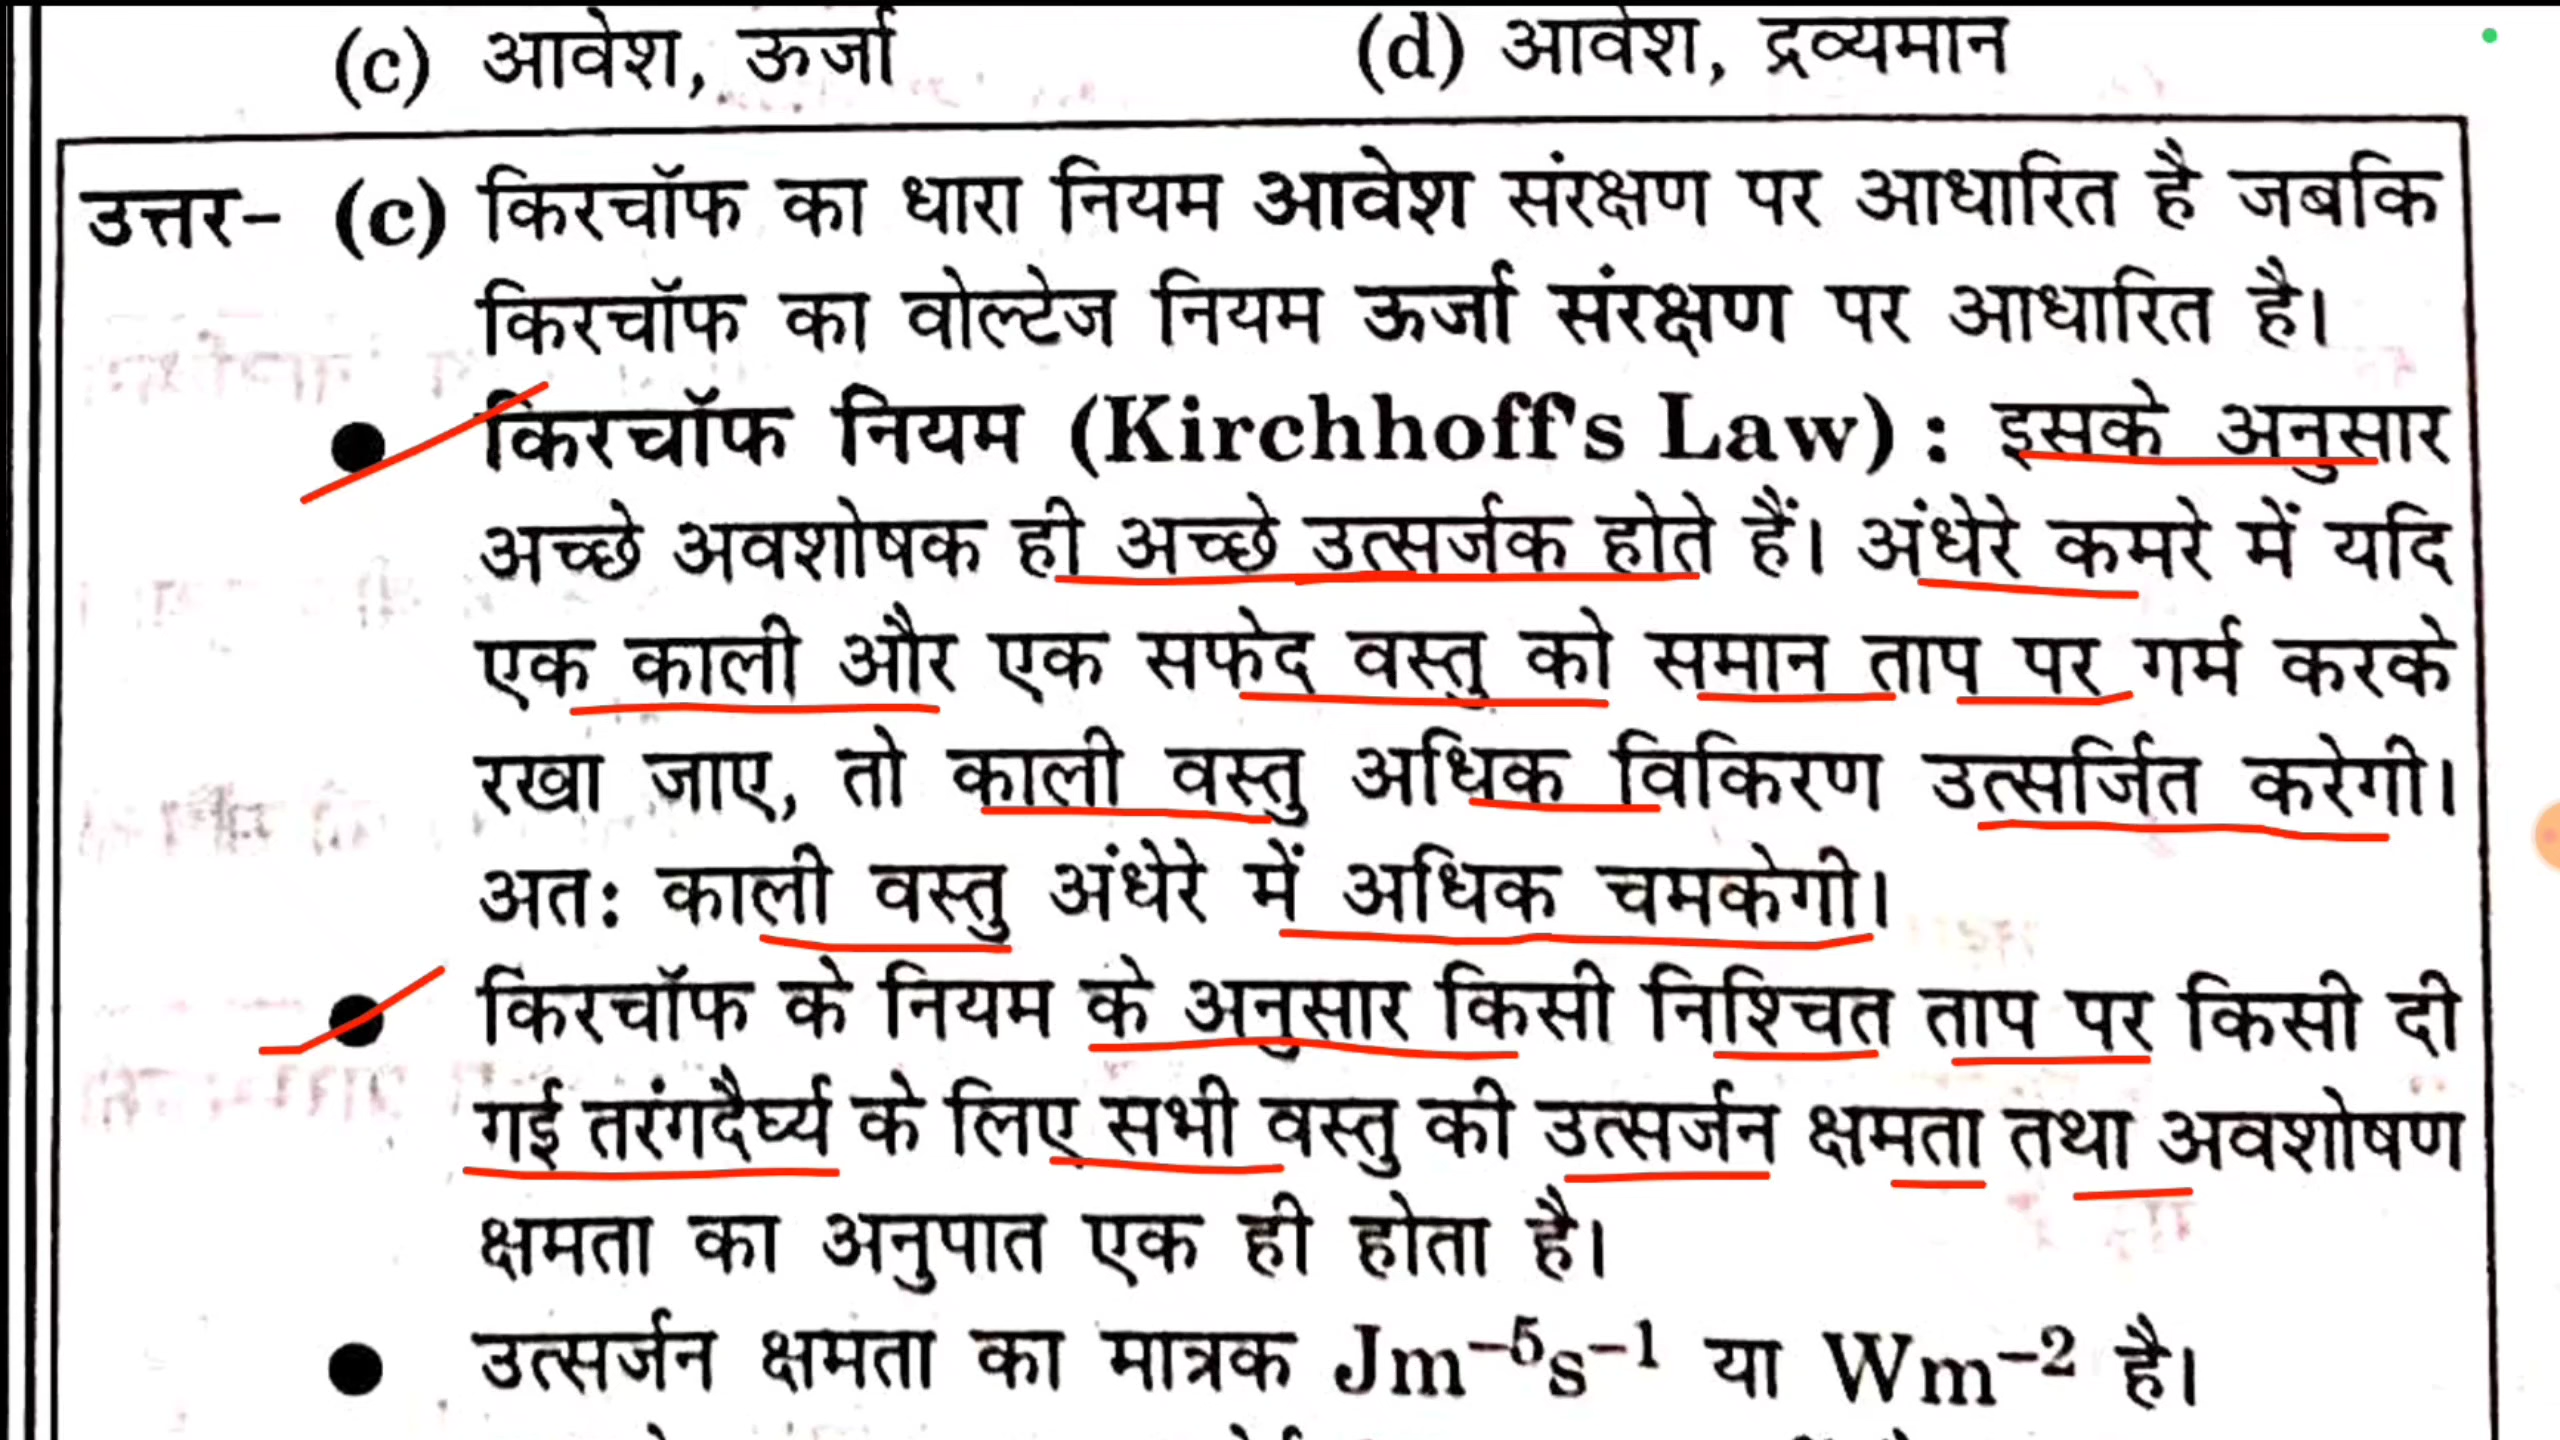 (c) आवेश, ऊर्जा (d) आवेश, द्रव्यमान
उत्तर– (c) किरचॉफ का धारा नियम आवेश संरक्षण पर आधारित है जबकि
किरचॉफ का वोल्टेज नियम ऊर्जा संरक्षण पर आधारित है।
● किरचॉफ नियम (Kirchhoff's Law) : इसके अनुसार
अच्छे अवशोषक ही अच्छे उत्सर्जक होते हैं। अंधेरे कमरे में यदि
एक काली और एक सफेद वस्तु को समान ताप पर गर्म करके
रखा जाए, तो काली वस्तु अधिक विकिरण उत्सर्जित करेगी।
अतः काली वस्तु अंधेरे में अधिक चमकेगी।
● किरचॉफ के नियम के अनुसार किसी निश्चित ताप पर किसी दी
गई तरंगदैर्घ्य के लिए सभी वस्तु की उत्सर्जन क्षमता तथा अवशोषण
क्षमता का अनुपात एक ही होता है।
● उत्सर्जन क्षमता का मात्रक Jm⁻⁵s⁻¹ या Wm⁻² है।